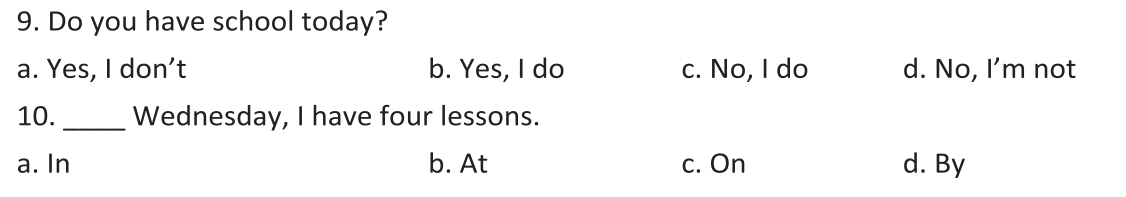 9. Do you have school today?
a. Yes, I don’t b. Yes, I do c. No, I do d. No, I’m not
10. ____ Wednesday, I have four lessons.
a. In b. At c. On d. By